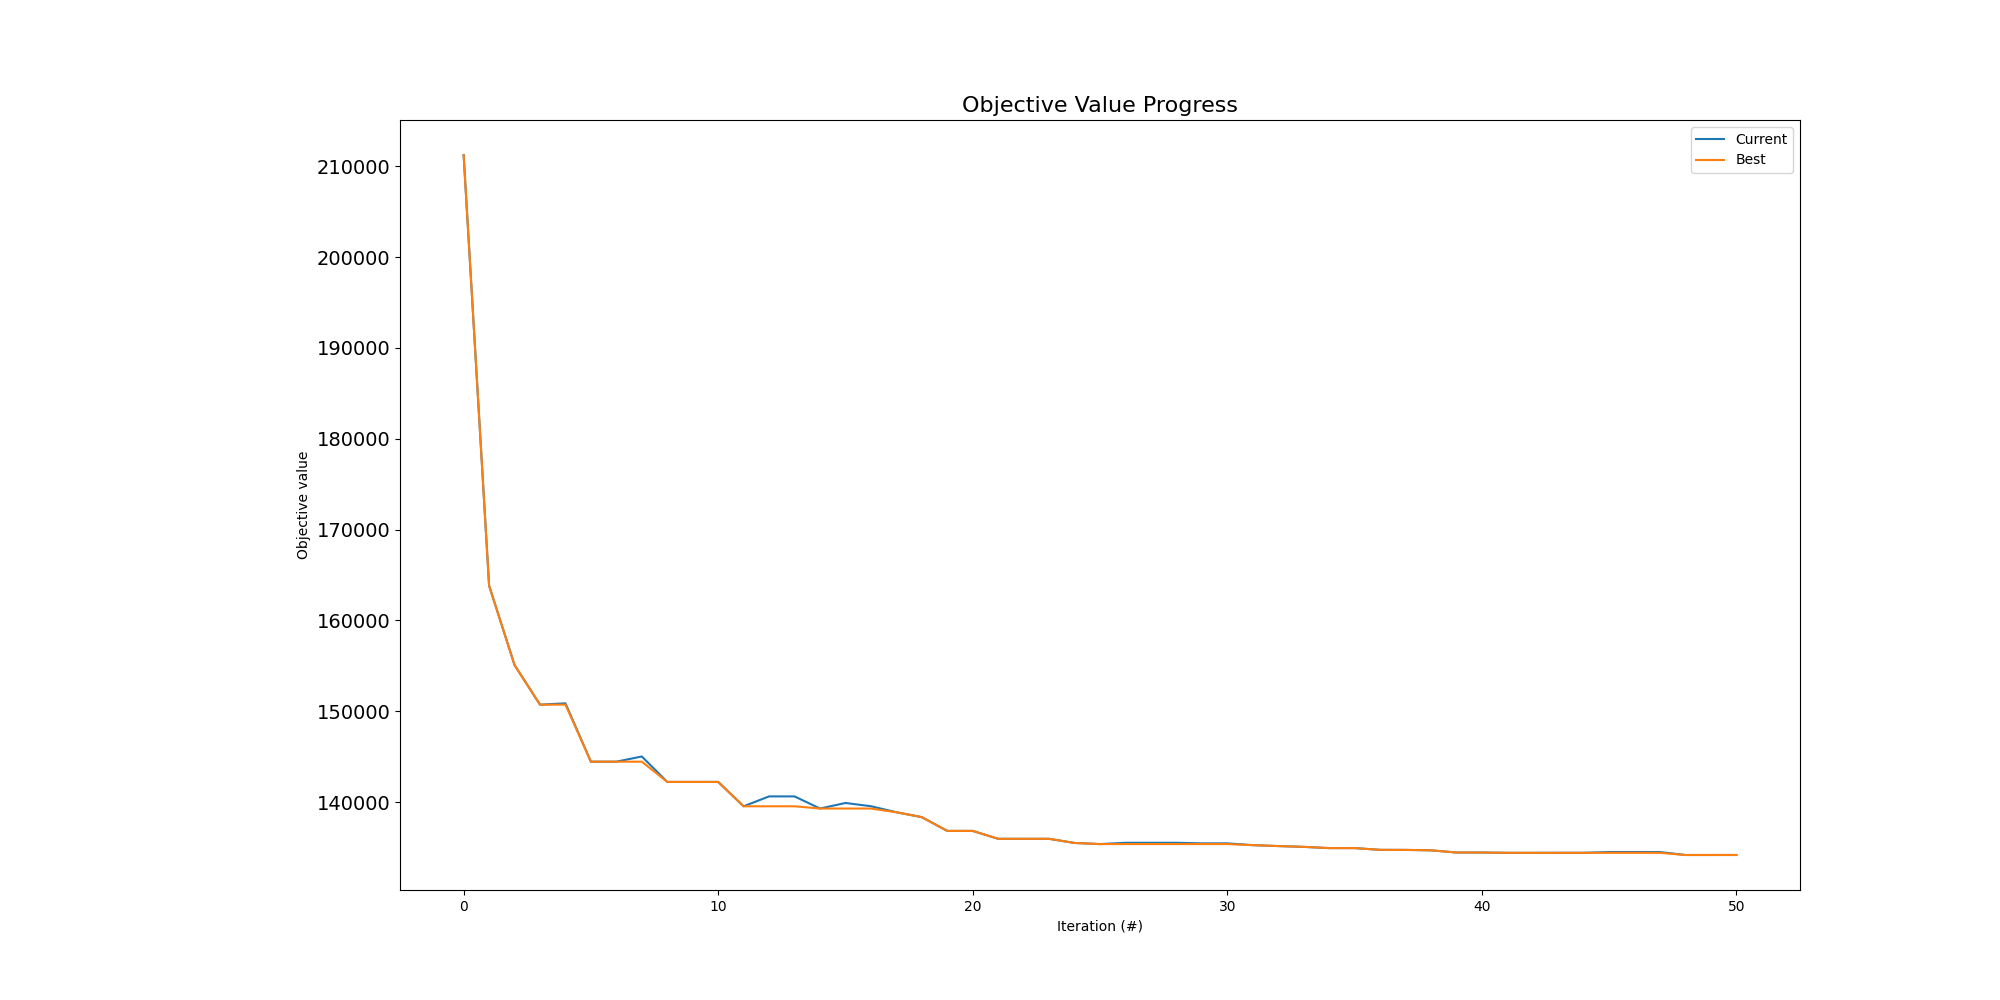 Objective Value Progress
Current
Best
210000
200000
190000
180000
170000
160000
150000
140000
Objective value
0 10 20 30 40 50
Iteration (#)